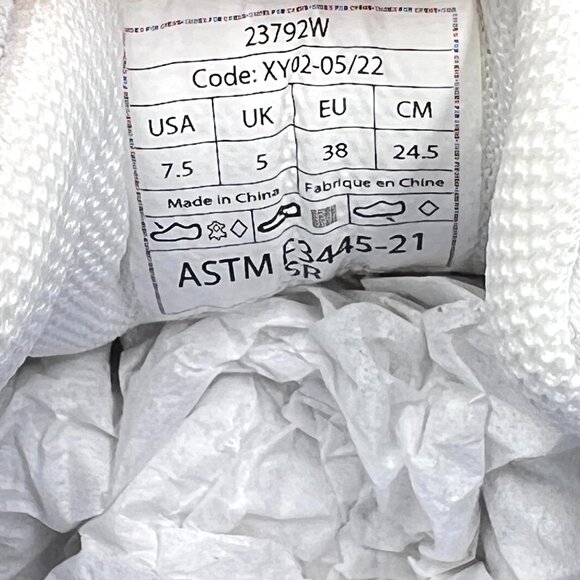 23792W
Code: XY02-05/22
USA UK EU CM
7.5 5 38 24.5
Made in China Fabrique en Chine
ASTM F3445-21
SR